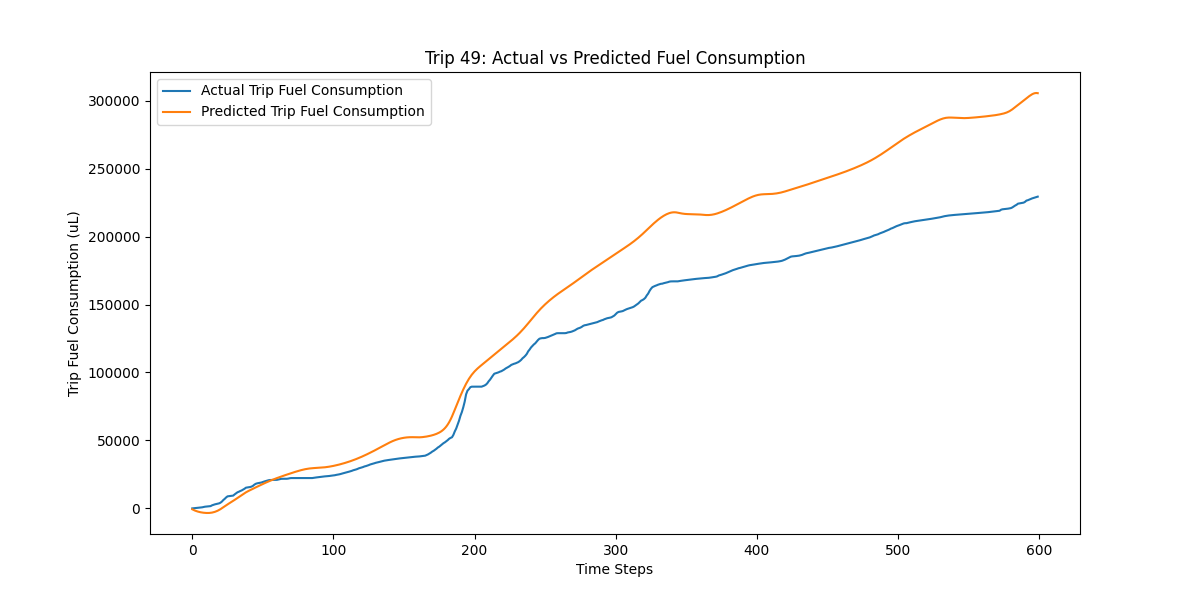 Trip 49: Actual vs Predicted Fuel Consumption
Actual Trip Fuel Consumption
Predicted Trip Fuel Consumption
Trip Fuel Consumption (uL)
300000
250000
200000
150000
100000
50000
0
0 100 200 300 400 500 600
Time Steps